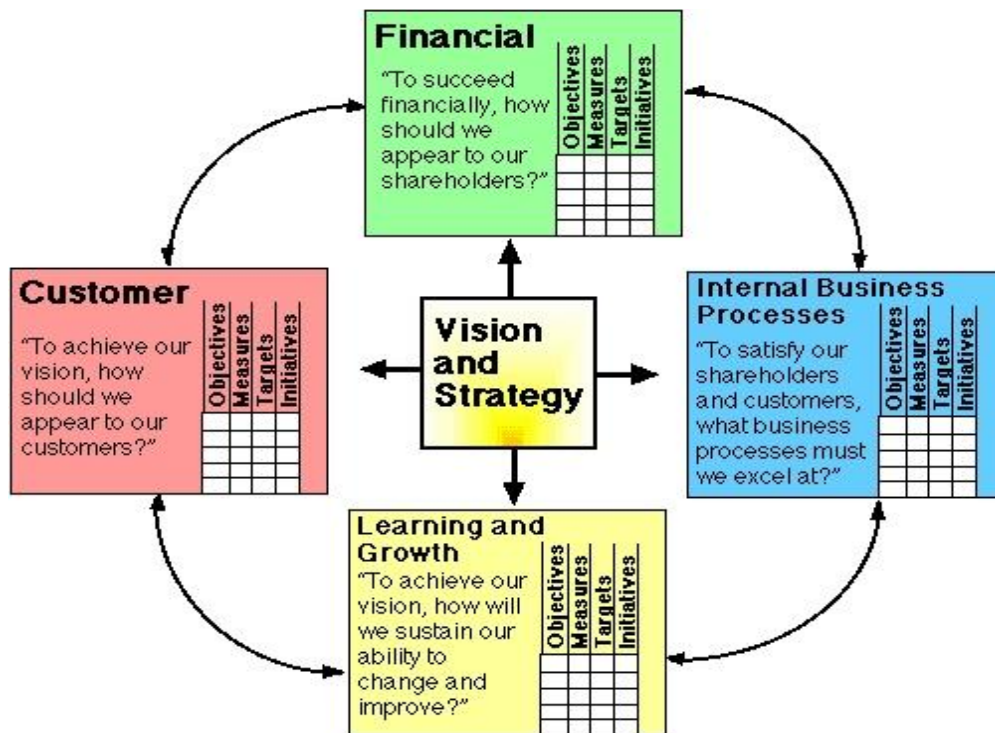 Financial
“To succeed
financially, how
should we
appear to our
shareholders?”
Objectives
Measures
Targets
Initiatives
Customer
“To achieve our
vision, how
should we
appear to our
customers?”
Objectives
Measures
Targets
Initiatives
Vision
and
Strategy
Internal Business
Processes
“To satisfy our
shareholders
and customers,
what business
processes must
we excel at?”
Objectives
Measures
Targets
Initiatives
Learning and
Growth
“To achieve our
vision, how will
we sustain our
ability to
change and
improve?”
Objectives
Measures
Targets
Initiatives